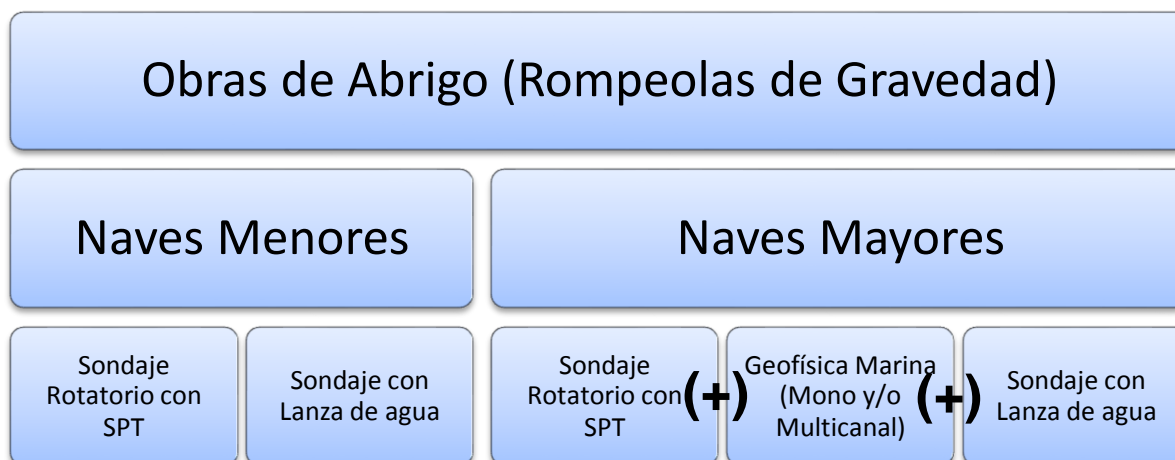 Obras de Abrigo (Rompeolas de Gravedad)
Naves Menores
Naves Mayores
Sondaje
Rotatorio con
SPT
Sondaje con
Lanza de agua
Sondaje
Rotatorio con
SPT
(+)
Geofísica Marina
(Mono y/o
Multicanal)
(+)
Sondaje con
Lanza de agua